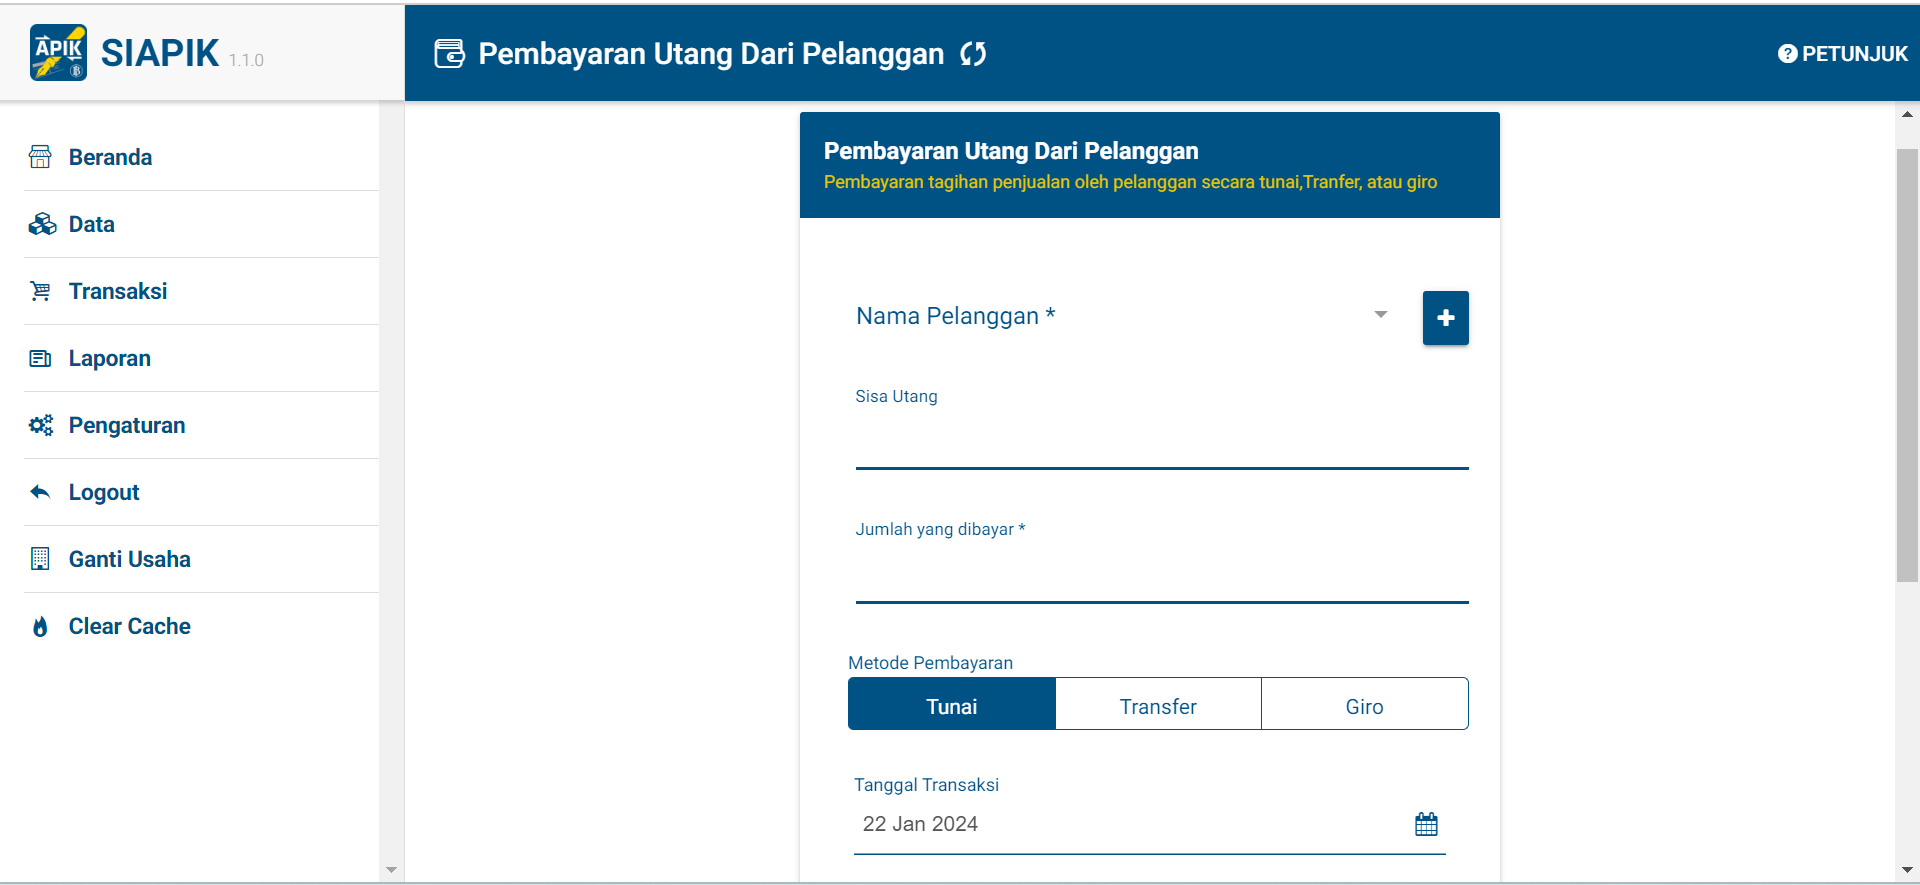 APIK
SIAPIK 1.1.0
Pembayaran Utang Dari Pelanggan
PETUNJUK
Beranda
Data
Transaksi
Laporan
Pengaturan
Logout
Ganti Usaha
Clear Cache
Pembayaran Utang Dari Pelanggan
Pembayaran tagihan penjualan oleh pelanggan secara tunai,Tranfer, atau giro
Nama Pelanggan *
Sisa Utang
Jumlah yang dibayar *
Metode Pembayaran
Tunai Transfer Giro
Tanggal Transaksi
22 Jan 2024